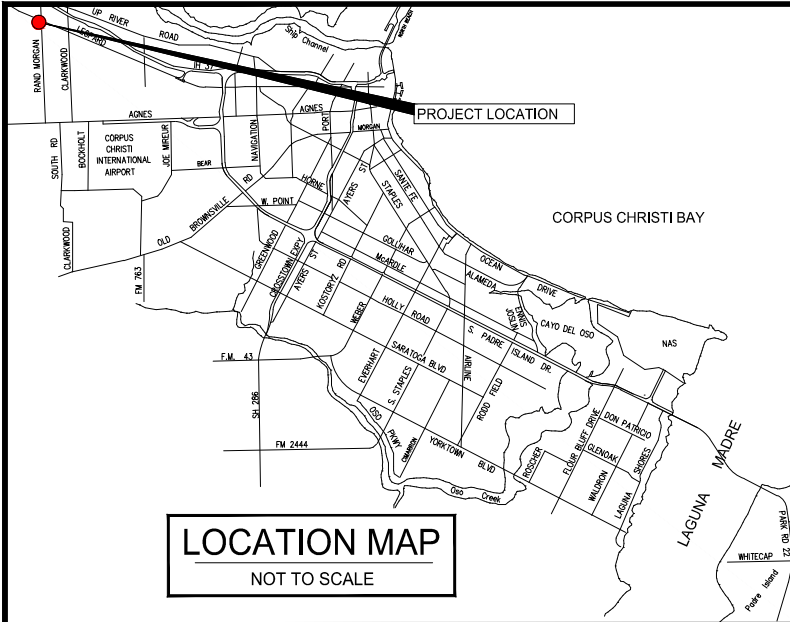 UP RIVER
ROAD
Ship Channel
NORTH BEACH
LEOPARD
IH 37
RAND MORGAN
CLARKWOOD
AGNES
AGNES
PORT
PROJECT LOCATION
MORGAN
NAVIGATION
SOUTH RD
BOCKHOLT
CORPUS
CHRISTI
INTERNATIONAL
AIRPORT
JOE MIREUR
BEAR
HORNE
AYERS ST
STAPLES
SANTE FE
W. POINT
OLD BROWNSVILLE RD
CLARKWOOD
FM 763
GREENWOOD
CROSSTOWN EXPY
AYERS ST
KOSTORYZ RD
WEBER
GOLLIHAR
McARDLE
CORPUS CHRISTI BAY
OCEAN
DRIVE
ALAMEDA
ENNIS
JOSLIN
CAYO DEL OSO
NAS
HOLLY ROAD
S. PADRE
ISLAND DR.
SARATOGA BLVD
F.M. 43
SH 286
FM 2444
EVERHART
S. STAPLES
AIRLINE
RODD FIELD
OSO
PKWY
CIMARRON
YORKTOWN
BLVD
Oso Creek
ROSCHER
FLOUR BLUFF DRIVE
DON PATRICIO
GLENOAK
WALDRON
LAGUNA
SHORES
LAGUNA
MADRE
PARK RD 22
WHITECAP
Padre Island
LOCATION MAP
NOT TO SCALE